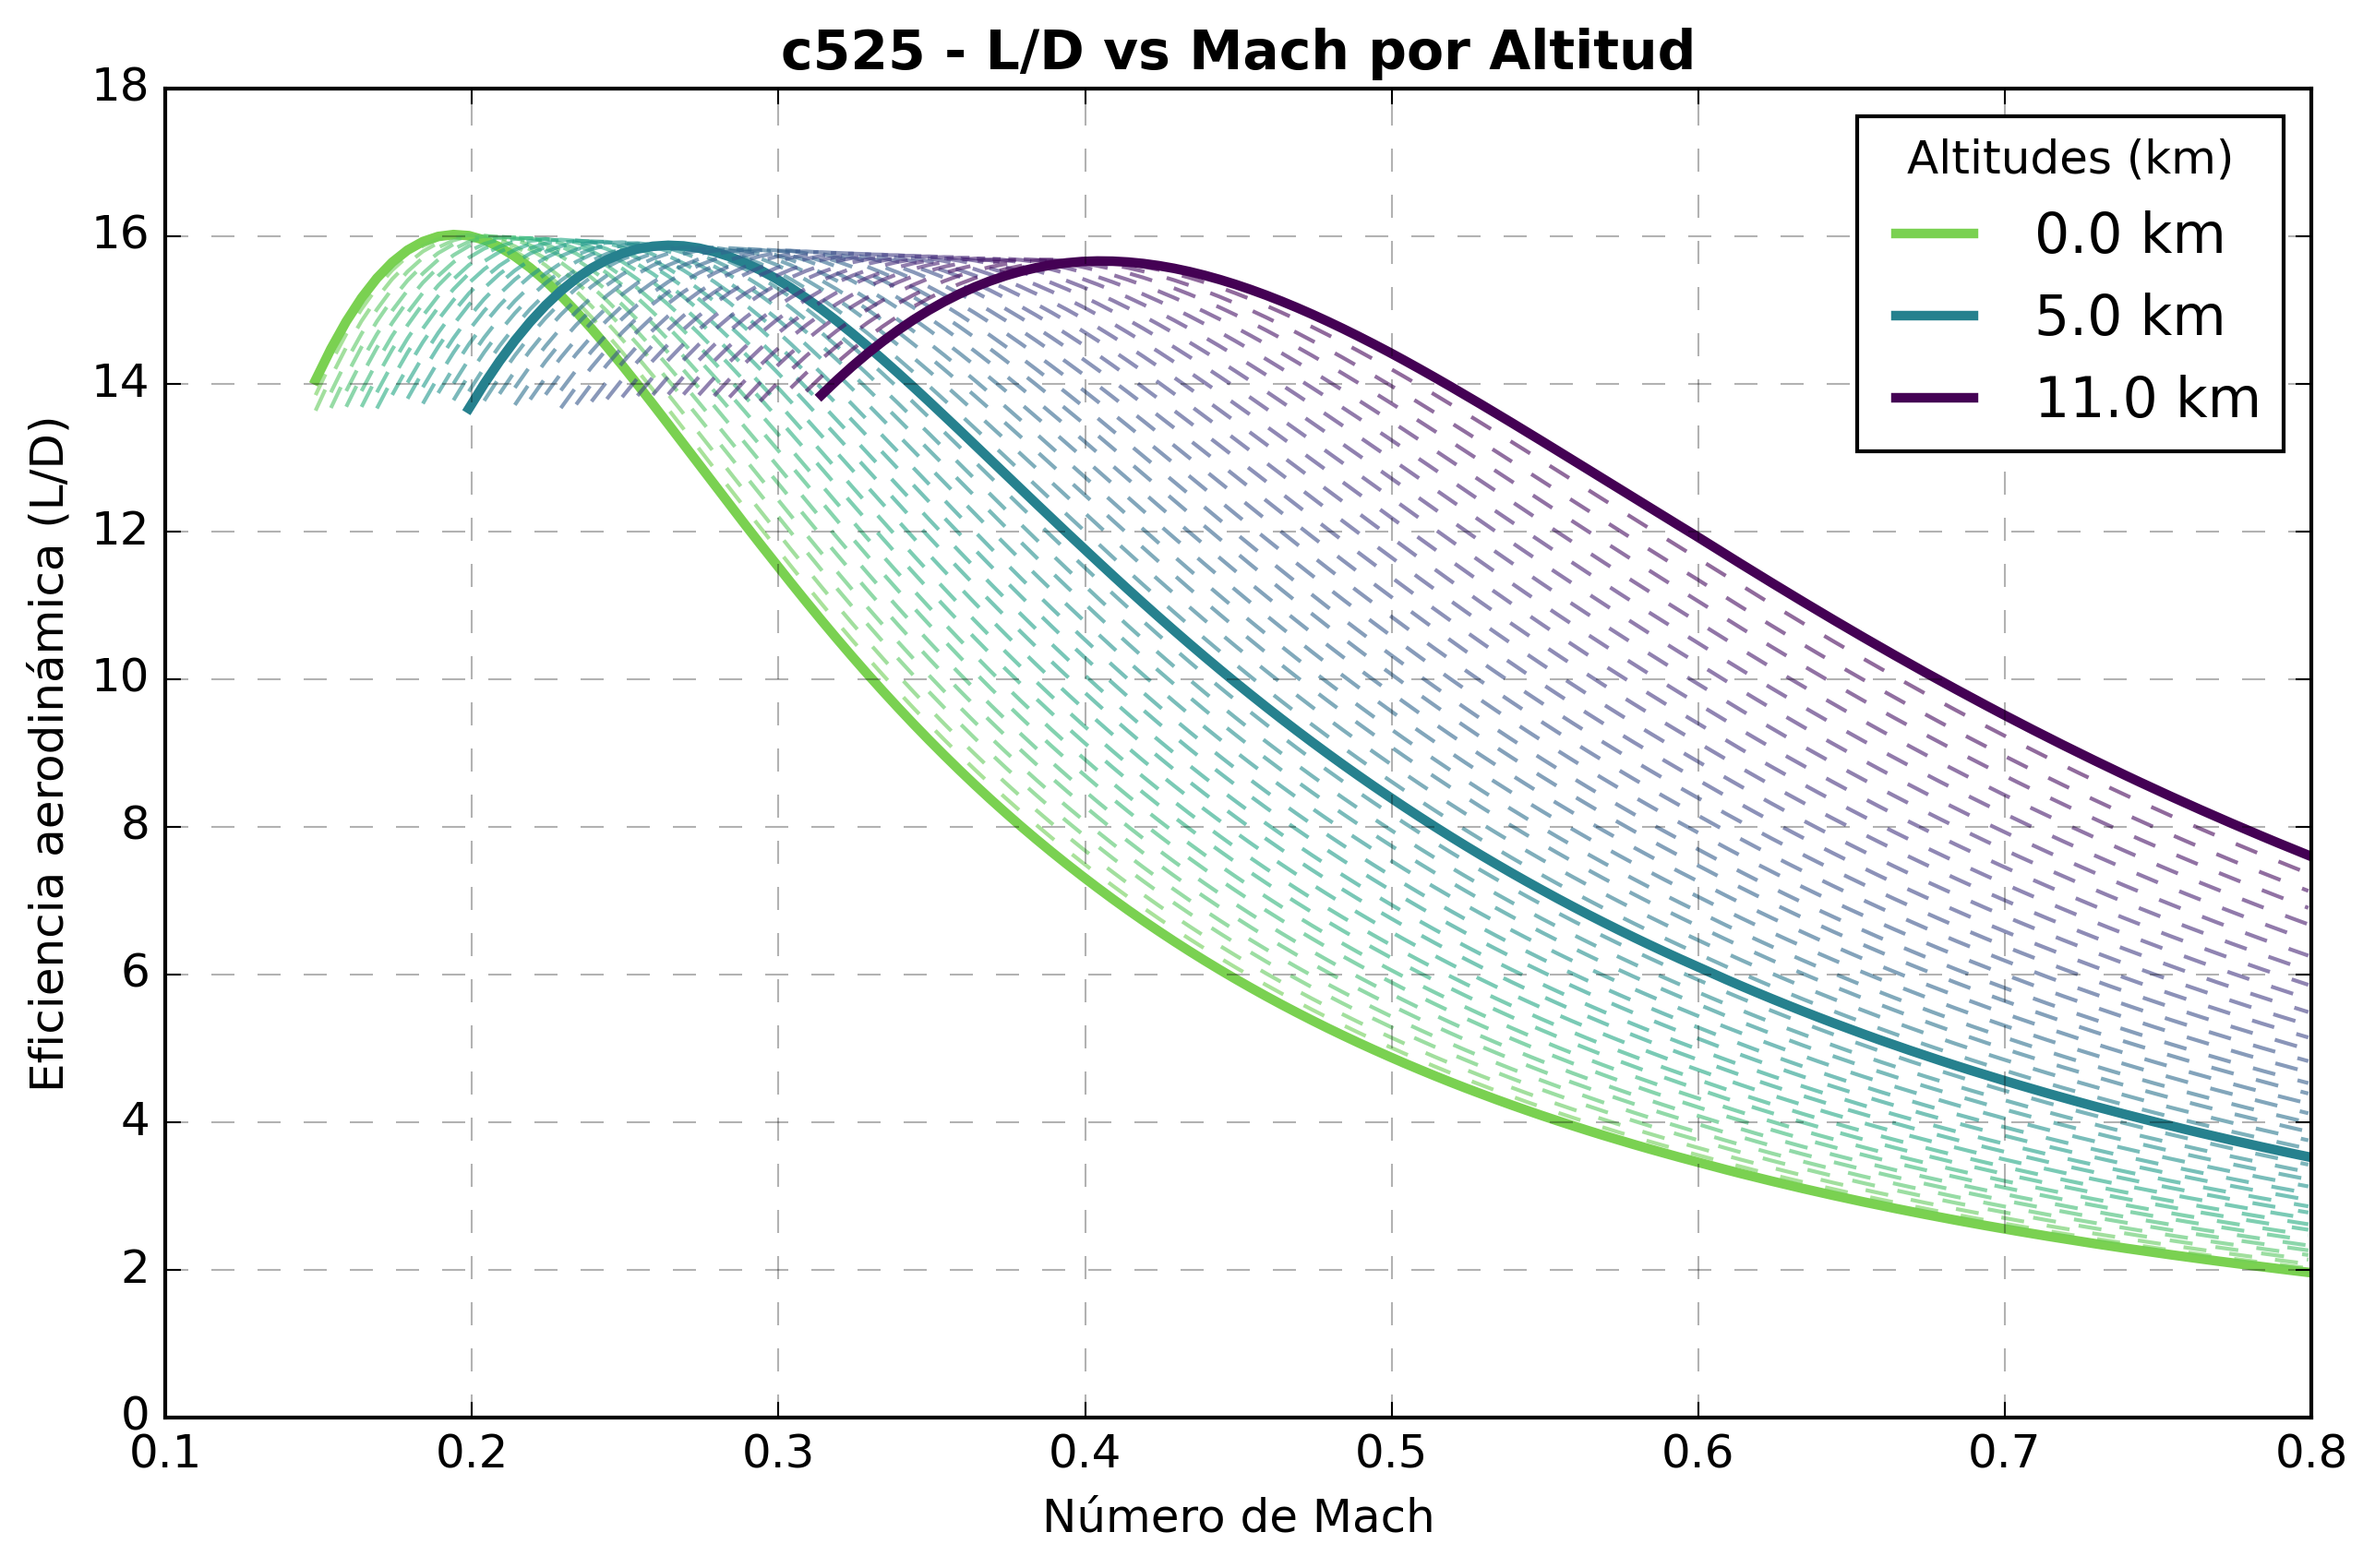 c525 - L/D vs Mach por Altitud
18
16
14
12
10
8
6
4
2
0
Eficiencia aerodinámica (L/D)
Altitudes (km)
0.0 km
5.0 km
11.0 km
0.1 0.2 0.3 0.4 0.5 0.6 0.7 0.8
Número de Mach